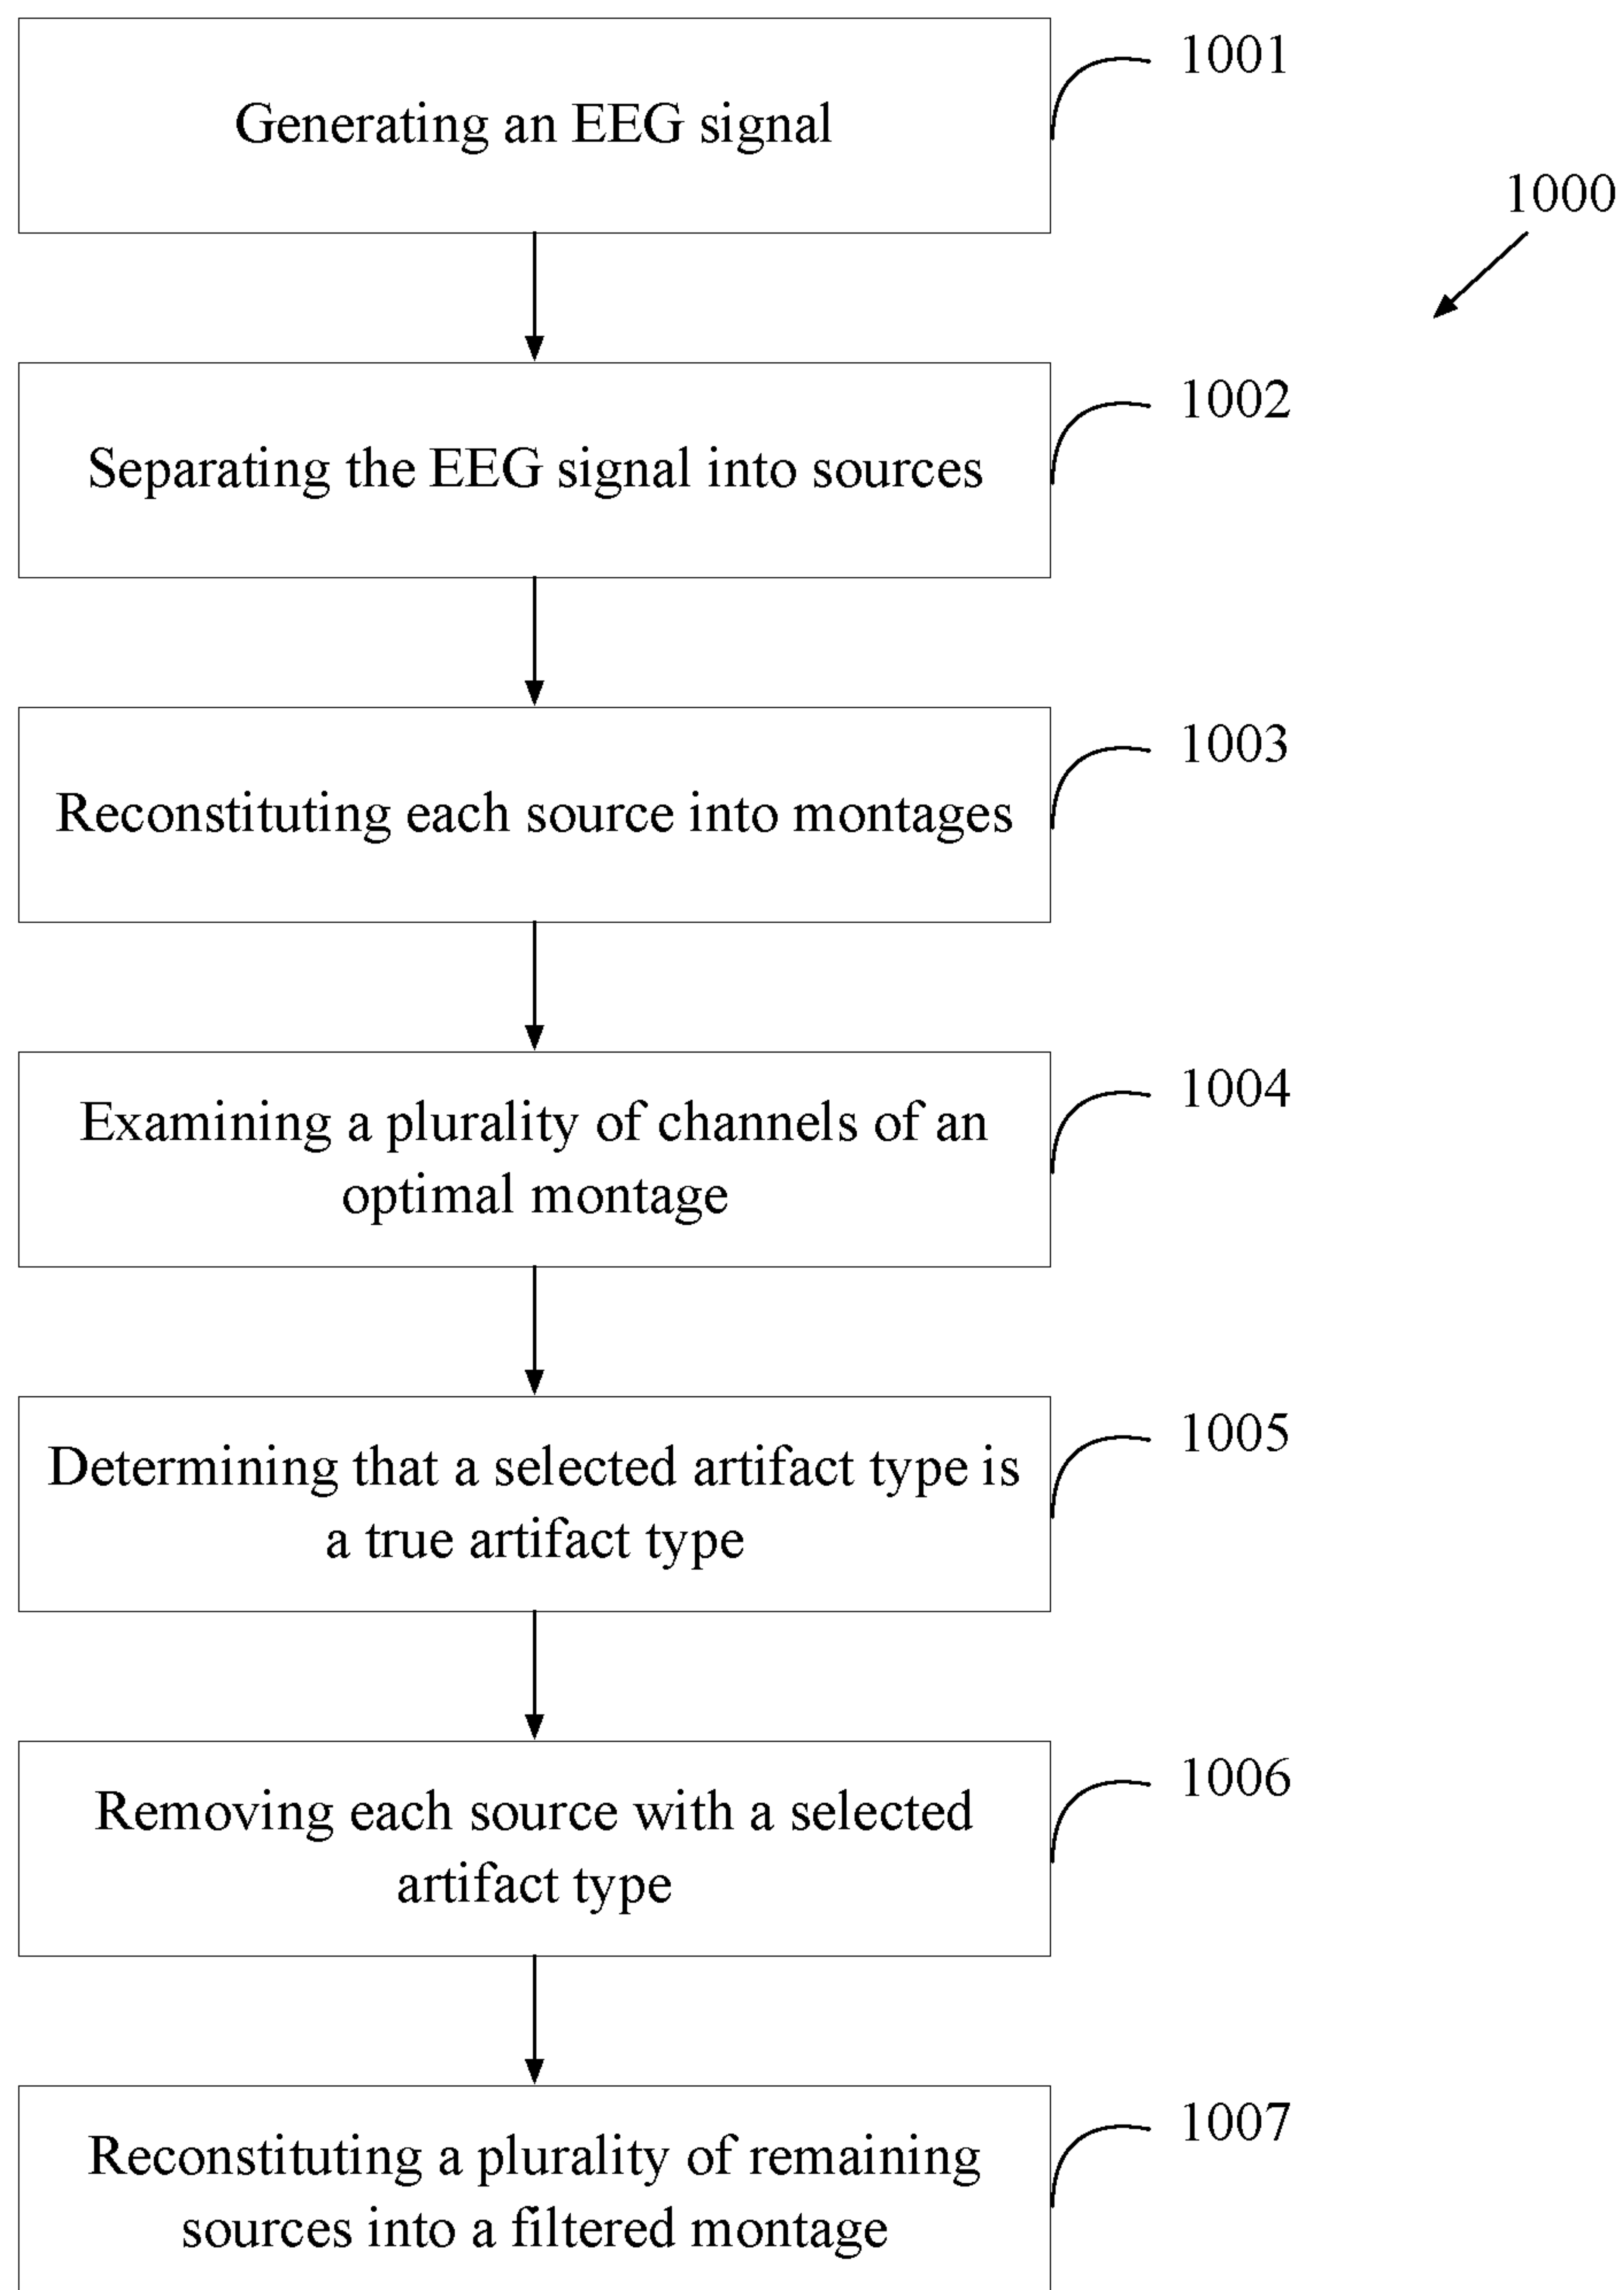 Generating an EEG signal
1001
1000
Separating the EEG signal into sources
1002
Reconstituting each source into montages
1003
Examining a plurality of channels of an
optimal montage
1004
Determining that a selected artifact type is
a true artifact type
1005
Removing each source with a selected
artifact type
1006
Reconstituting a plurality of remaining
sources into a filtered montage
1007